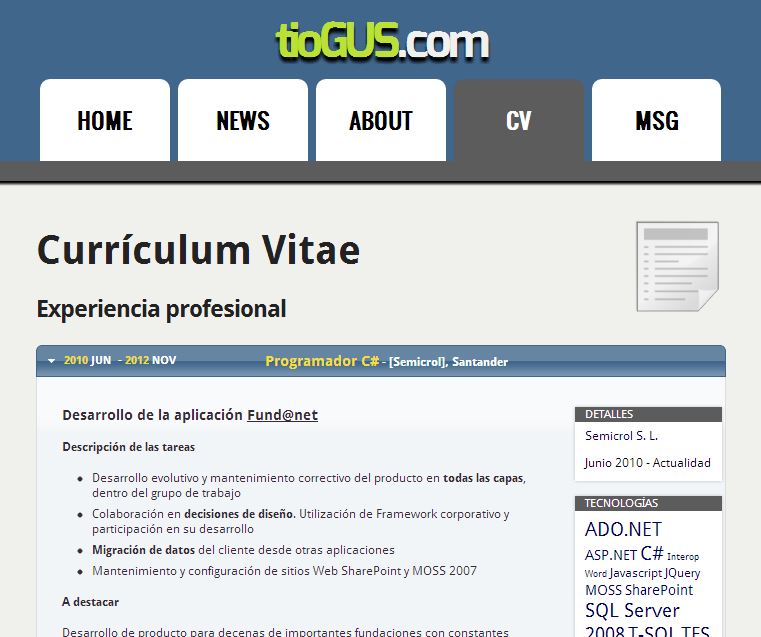 tioGUS.com
HOME NEWS ABOUT CV MSG
Currículum Vitae
Experiencia profesional
2010 JUN - 2012 NOV Programador C# - [Semicrol], Santander
Desarrollo de la aplicación Fund@net
Descripción de las tareas
Desarrollo evolutivo y mantenimiento correctivo del producto en todas las capas,
dentro del grupo de trabajo
Colaboración en decisiones de diseño. Utilización de Framework corporativo y
participación en su desarrollo
Migración de datos del cliente desde otras aplicaciones
Mantenimiento y configuración de sitios Web SharePoint y MOSS 2007
A destacar
Desarrollo de producto para decenas de importantes fundaciones con constantes
DETALLES
Semicrol S. L.
Junio 2010 - Actualidad
TECNOLOGÍAS
ADO.NET
ASP.NET C# Interop
Word Javascript JQuery
MOSS SharePoint
SQL Server
2008 T-SQL TFS